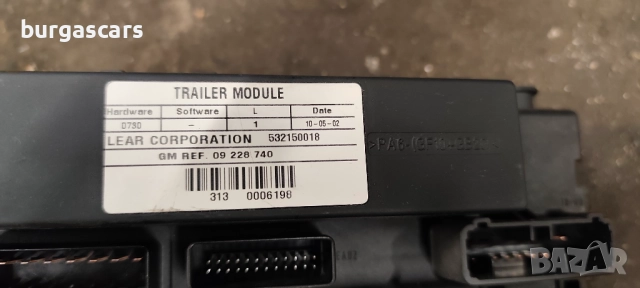 burgascars
TRAILER MODULE
Hardware Software L Date
0730 - 1 10-05-02
LEAR CORPORATION 532150018
GM REF. 09 228 740
313 0006198
BAZAR